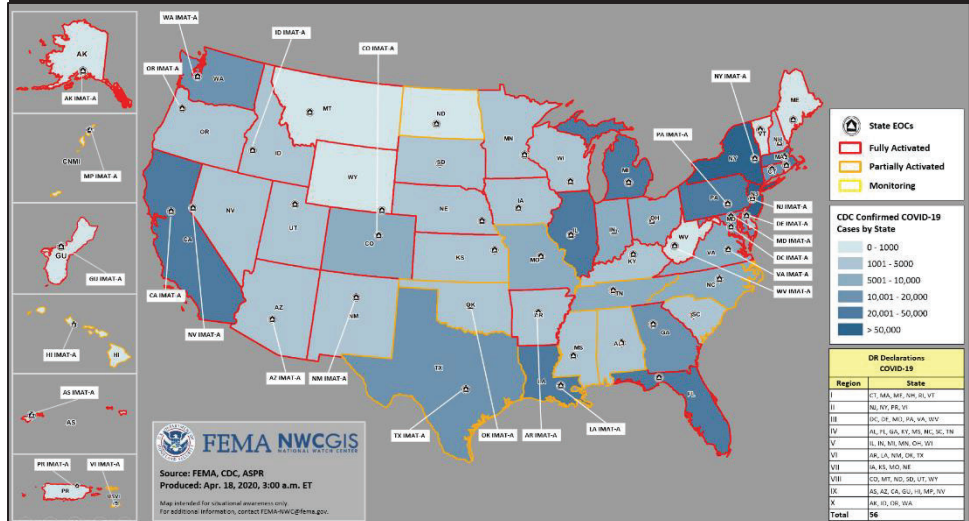 WA IMAT-A
ID IMAT-A
CO IMAT-A
OR IMAT-A
NY IMAT-A
PA IMAT-A
AK
AK IMAT-A
CNMI
MP IMAT-A
GU
GU IMAT-A
HI IMAT-A
HI
AS IMAT-A
AS
PR IMAT-A
VI IMAT-A
PR
WA
OR
ID
MT
ND
SD
WY
NE
NV
UT
CO
KS
CA
AZ
NM
OK
TX
MN
IA
WI
MI
IL
IN
OH
MO
KY
TN
AR
MS
AL
GA
LA
FL
SC
NC
VA
WV
MD
PA
NJ
NY
CT
MA
VT
NH
ME
NJ IMAT-A
DE IMAT-A
MD IMAT-A
DC IMAT-A
VA IMAT-A
WV IMAT-A
CA IMAT-A
NV IMAT-A
AZ IMAT-A
NM IMAT-A
TX IMAT-A
OK IMAT-A
AR IMAT-A
LA IMAT-A
FEMA NWCGIS
NATIONAL WATCH CENTER
Source: FEMA, CDC, ASPR
Produced: Apr. 18, 2020, 3:00 a.m. ET
Map intended for situational awareness only.
For additional information, contact FEMA-NWC@fema.gov.
State EOCs
Fully Activated
Partially Activated
Monitoring
CDC Confirmed COVID-19
Cases by State
0 - 1000
1001 - 5000
5001 - 10,000
10,001 - 20,000
20,001 - 50,000
> 50,000
DR Declarations
COVID-19
Region State
I CT, MA, ME, NH, RI, VT
II NJ, NY, PR, VI
III DC, DE, MD, PA, VA, WV
IV AL, FL, GA, KY, MS, NC, SC, TN
V IL, IN, MI, MN, OH, WI
VI AR, LA, NM, OK, TX
VII IA, KS, MO, NE
VIII CO, MT, ND, SD, UT, WY
IX AS, AZ, CA, GU, HI, MP, NV
X AK, ID, OR, WA
Total 56